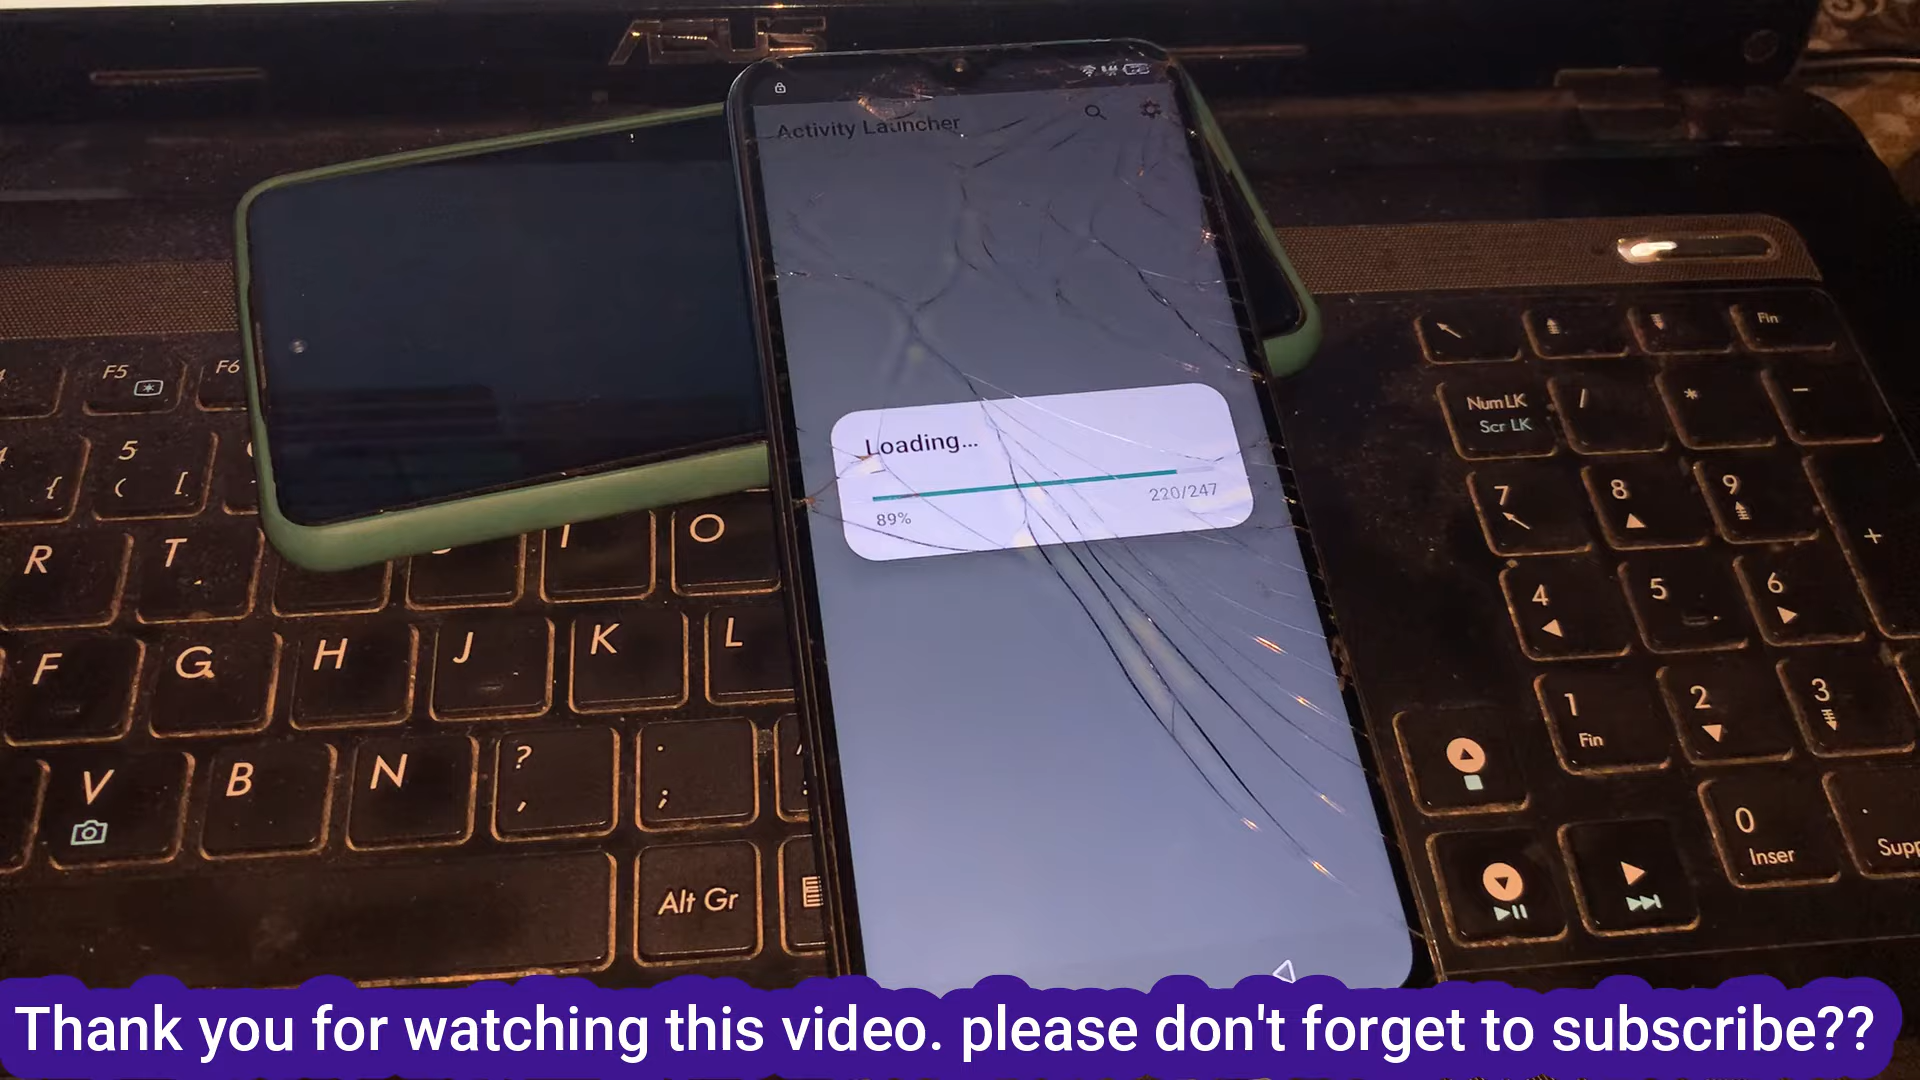 ASUS
Activity Launcher
Loading...
220/247
89%
F5
F6
5
( [
{
R
T
I
O
F
G
H
J
K
L
V
B
N
?
,
.
;
Alt Gr
Fin
Num LK
Scr LK
/
*
-
7
8
9
+
4
5
6
1
Fin
2
3
0
Inser
.
Supp
Thank you for watching this video. please don't forget to subscribe??